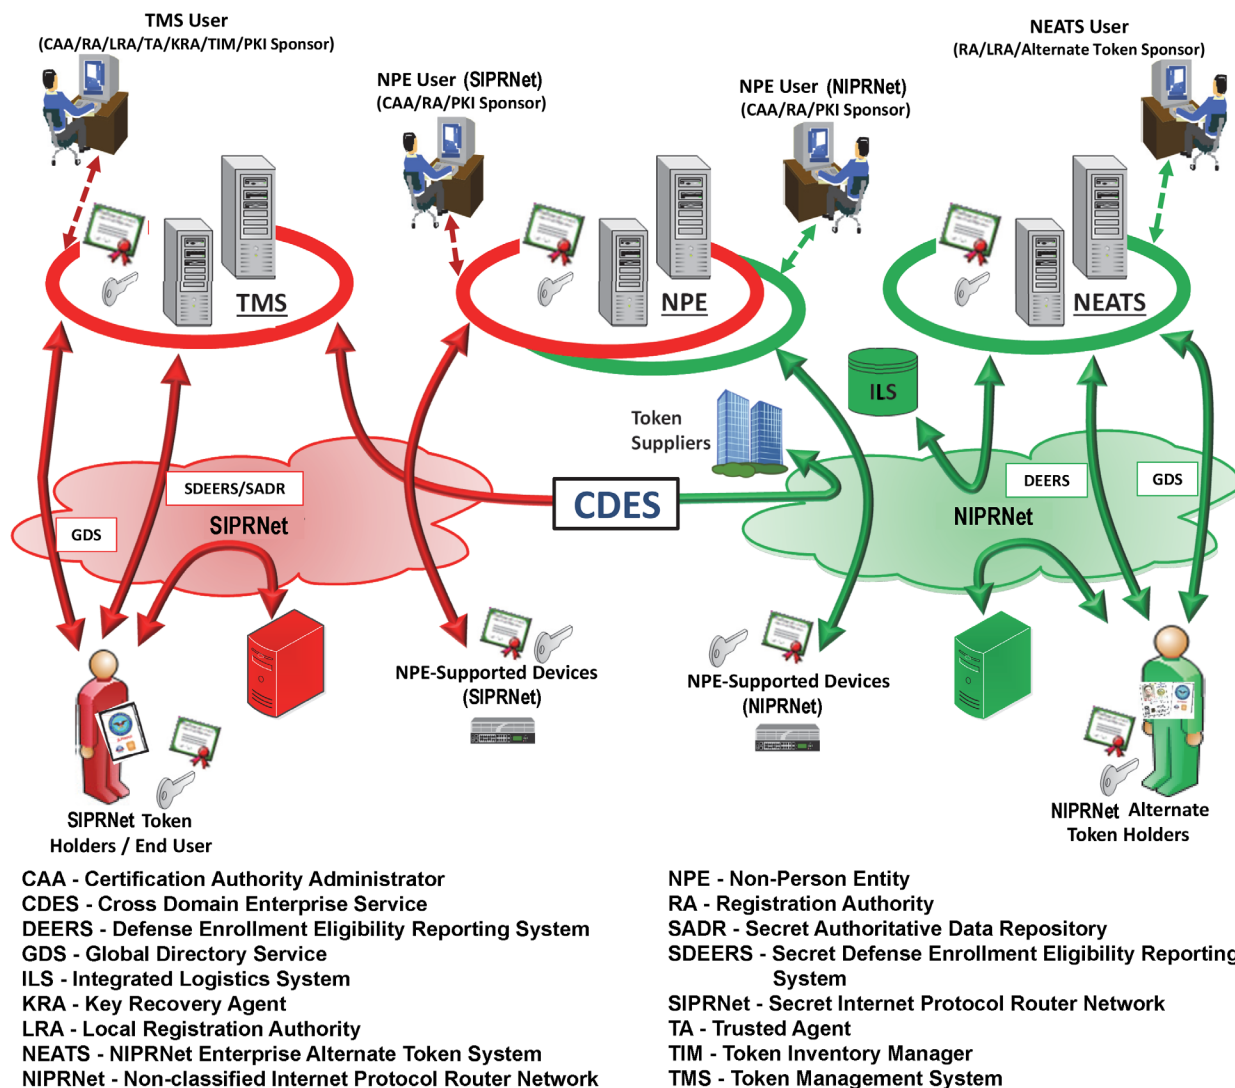 TMS User
(CAA/RA/LRA/TA/KRA/TIM/PKI Sponsor)
NPE User (SIPRNet)
(CAA/RA/PKI Sponsor)
NPE User (NIPRNet)
(CAA/RA/PKI Sponsor)
NEATS User
(RA/LRA/Alternate Token Sponsor)
TMS
NPE
NEATS
ILS
Token
Suppliers
SDEERS/SADR
SIPRNet
GDS
CDES
DEERS
GDS
NIPRNet
NPE-Supported Devices
(SIPRNet)
NPE-Supported Devices
(NIPRNet)
SIPRNet Token
Holders / End User
NIPRNet Alternate
Token Holders
CAA - Certification Authority Administrator
CDES - Cross Domain Enterprise Service
DEERS - Defense Enrollment Eligibility Reporting System
GDS - Global Directory Service
ILS - Integrated Logistics System
KRA - Key Recovery Agent
LRA - Local Registration Authority
NEATS - NIPRNet Enterprise Alternate Token System
NIPRNet - Non-classified Internet Protocol Router Network
NPE - Non-Person Entity
RA - Registration Authority
SADR - Secret Authoritative Data Repository
SDEERS - Secret Defense Enrollment Eligibility Reporting
System
SIPRNet - Secret Internet Protocol Router Network
TA - Trusted Agent
TIM - Token Inventory Manager
TMS - Token Management System